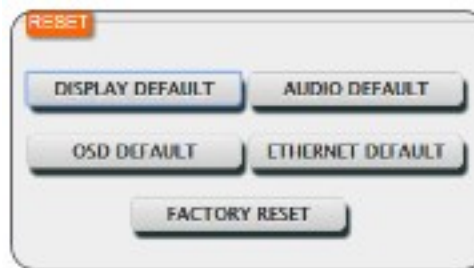 RESET
DISPLAY DEFAULT
AUDIO DEFAULT
OSD DEFAULT
ETHERNET DEFAULT
FACTORY RESET